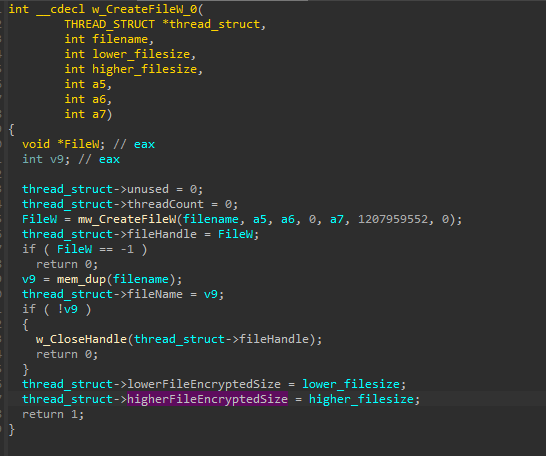 int __cdecl w_CreateFileW_0(
THREAD_STRUCT *thread_struct,
int filename,
int lower_filesize,
int higher_filesize,
int a5,
int a6,
int a7)
{
void *FileW; // eax
int v9; // eax
thread_struct->unused = 0;
thread_struct->threadCount = 0;
FileW = mw_CreateFileW(filename, a5, a6, 0, a7, 1207959552, 0);
thread_struct->fileHandle = FileW;
if ( FileW == -1 )
return 0;
v9 = mem_dup(filename);
thread_struct->fileName = v9;
if ( !v9 )
{
w_CloseHandle(thread_struct->fileHandle);
return 0;
}
thread_struct->lowerFileEncryptedSize = lower_filesize;
thread_struct->higherFileEncryptedSize = higher_filesize;
return 1;
}